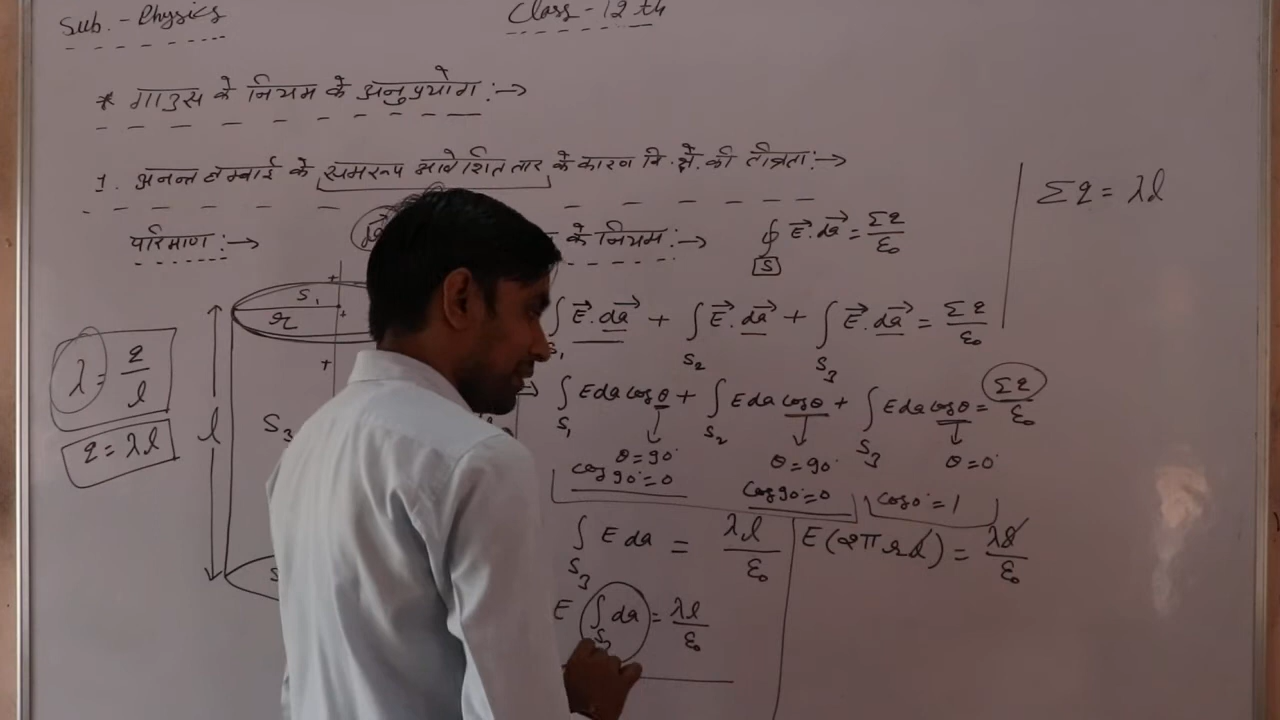 Sub. - Physics
Class - 12th
* गाउस के नियम के अनुप्रयोग :→
1. अनन्त लम्बाई के समरूप आवेशित तार के कारण वि. क्षे. की तीव्रता:→
Σq = λl
परिमाण :→
के नियम:→
∮ E⃗.da⃗ = Σq/ε₀
S
S₁
r
∫ E⃗.da⃗ + ∫ E⃗.da⃗ + ∫ E⃗.da⃗ = Σq/ε₀
S₁ S₂ S₃
λ = q/l
q = λl
l
S₃
⇒ ∫ E da cosθ + ∫ E da cosθ + ∫ E da cosθ = Σq/ε₀
S₁ S₂ S₃
θ=90° θ=90° θ=0°
cos 90°=0 cos 90°=0 cos 0°=1
∫ E da = λl/ε₀
S₃
E(2πrl) = λl/ε₀
E ∫ da = λl/ε₀
S₃